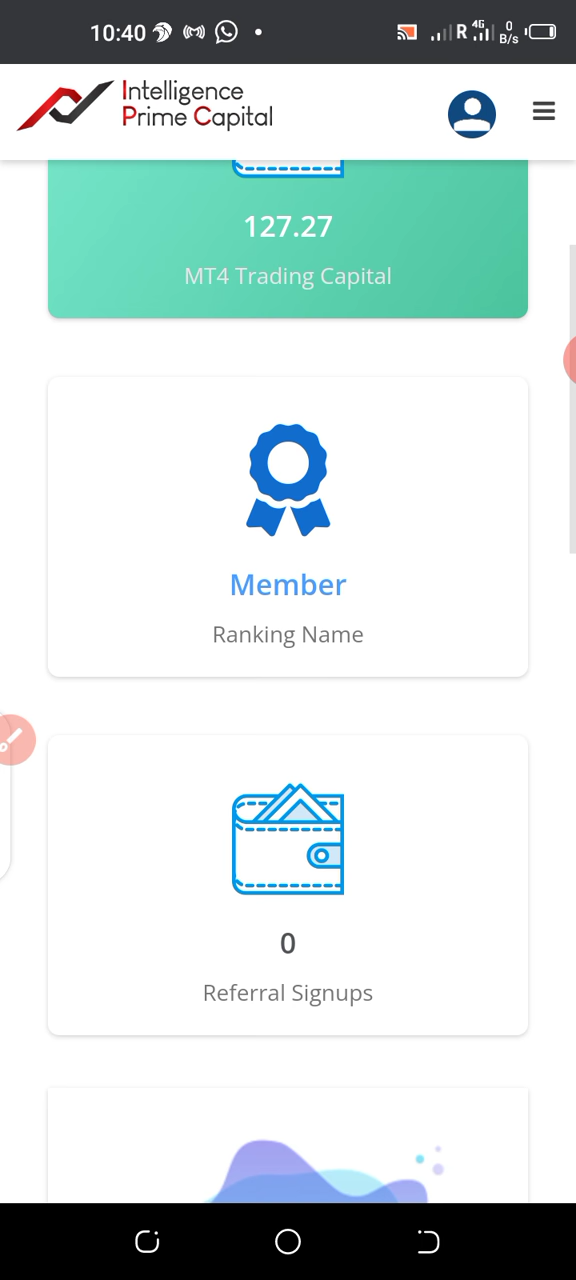 10:40
R 4G 0 B/s
Intelligence
Prime Capital
127.27
MT4 Trading Capital
Member
Ranking Name
0
Referral Signups